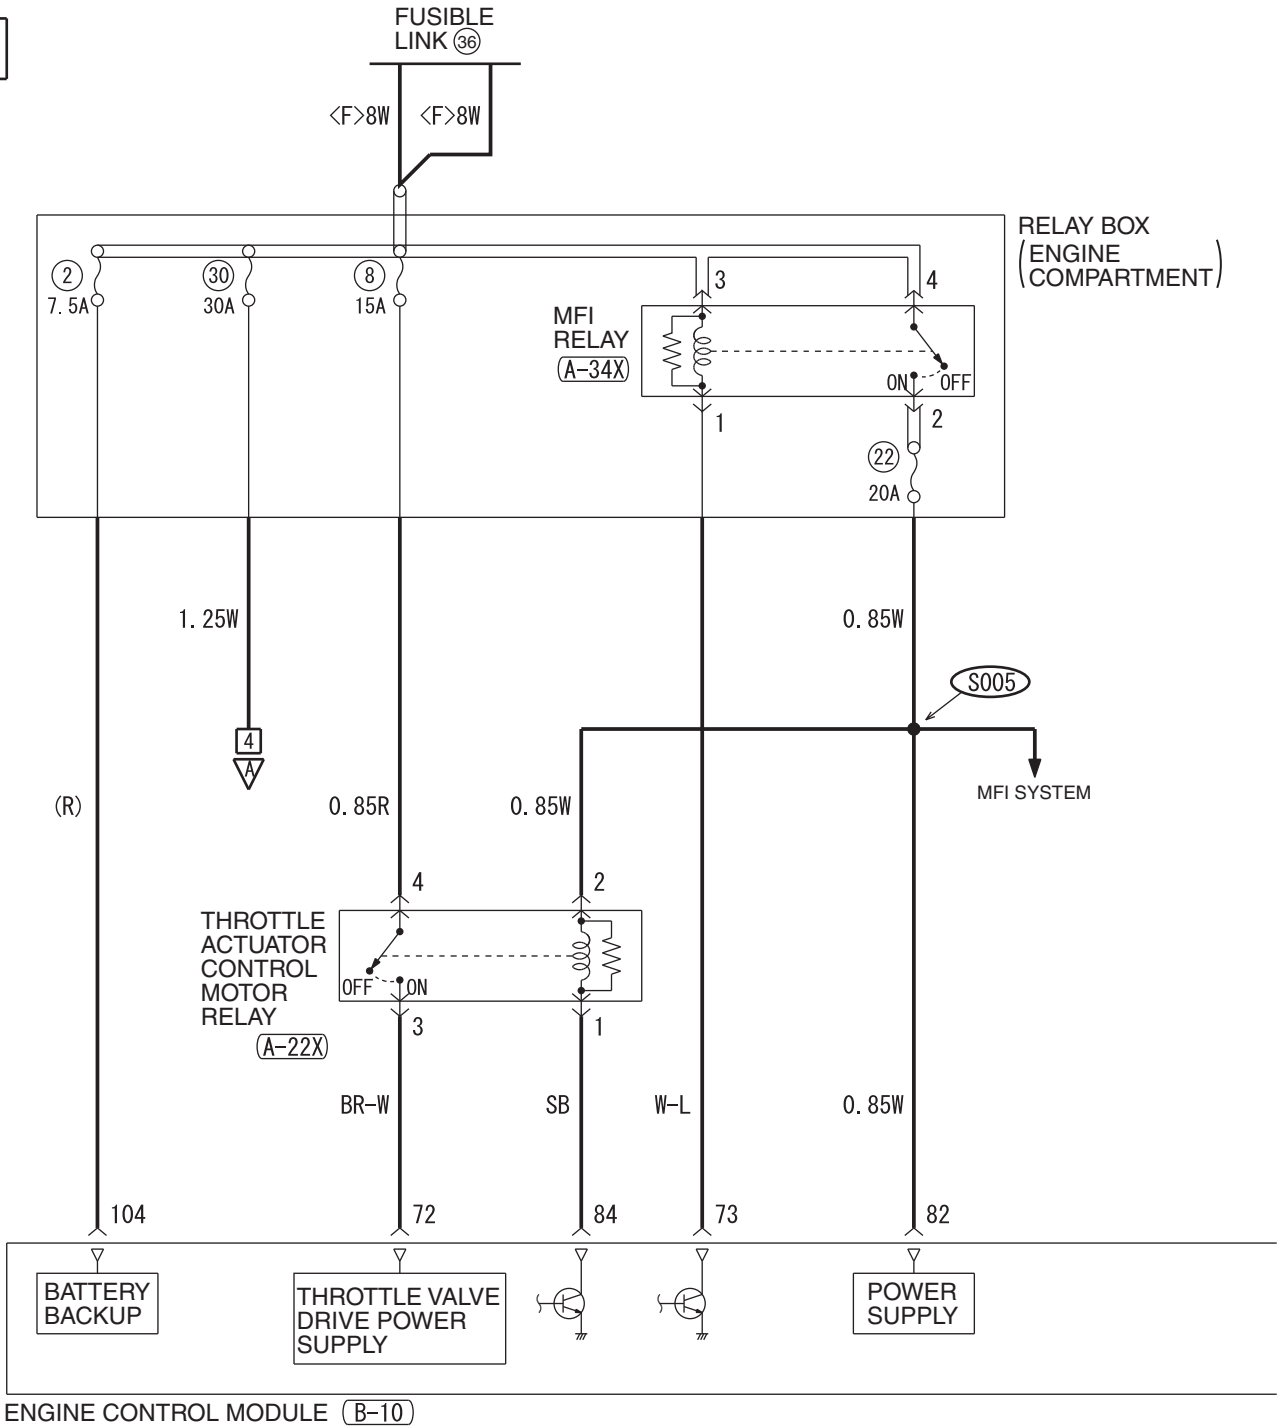 FUSIBLE
LINK 36
<F>8W
<F>8W
RELAY BOX
(ENGINE
COMPARTMENT)
2
7.5A
30
30A
8
15A
3
4
MFI
RELAY
A-34X
ON
OFF
1
2
22
20A
1.25W
0.85W
S005
4
A
MFI SYSTEM
(R)
0.85R
0.85W
4
2
THROTTLE
ACTUATOR
CONTROL
MOTOR
RELAY
A-22X
OFF
ON
3
1
BR-W
SB
W-L
0.85W
104
72
84
73
82
BATTERY
BACKUP
THROTTLE VALVE
DRIVE POWER
SUPPLY
POWER
SUPPLY
ENGINE CONTROL MODULE B-10